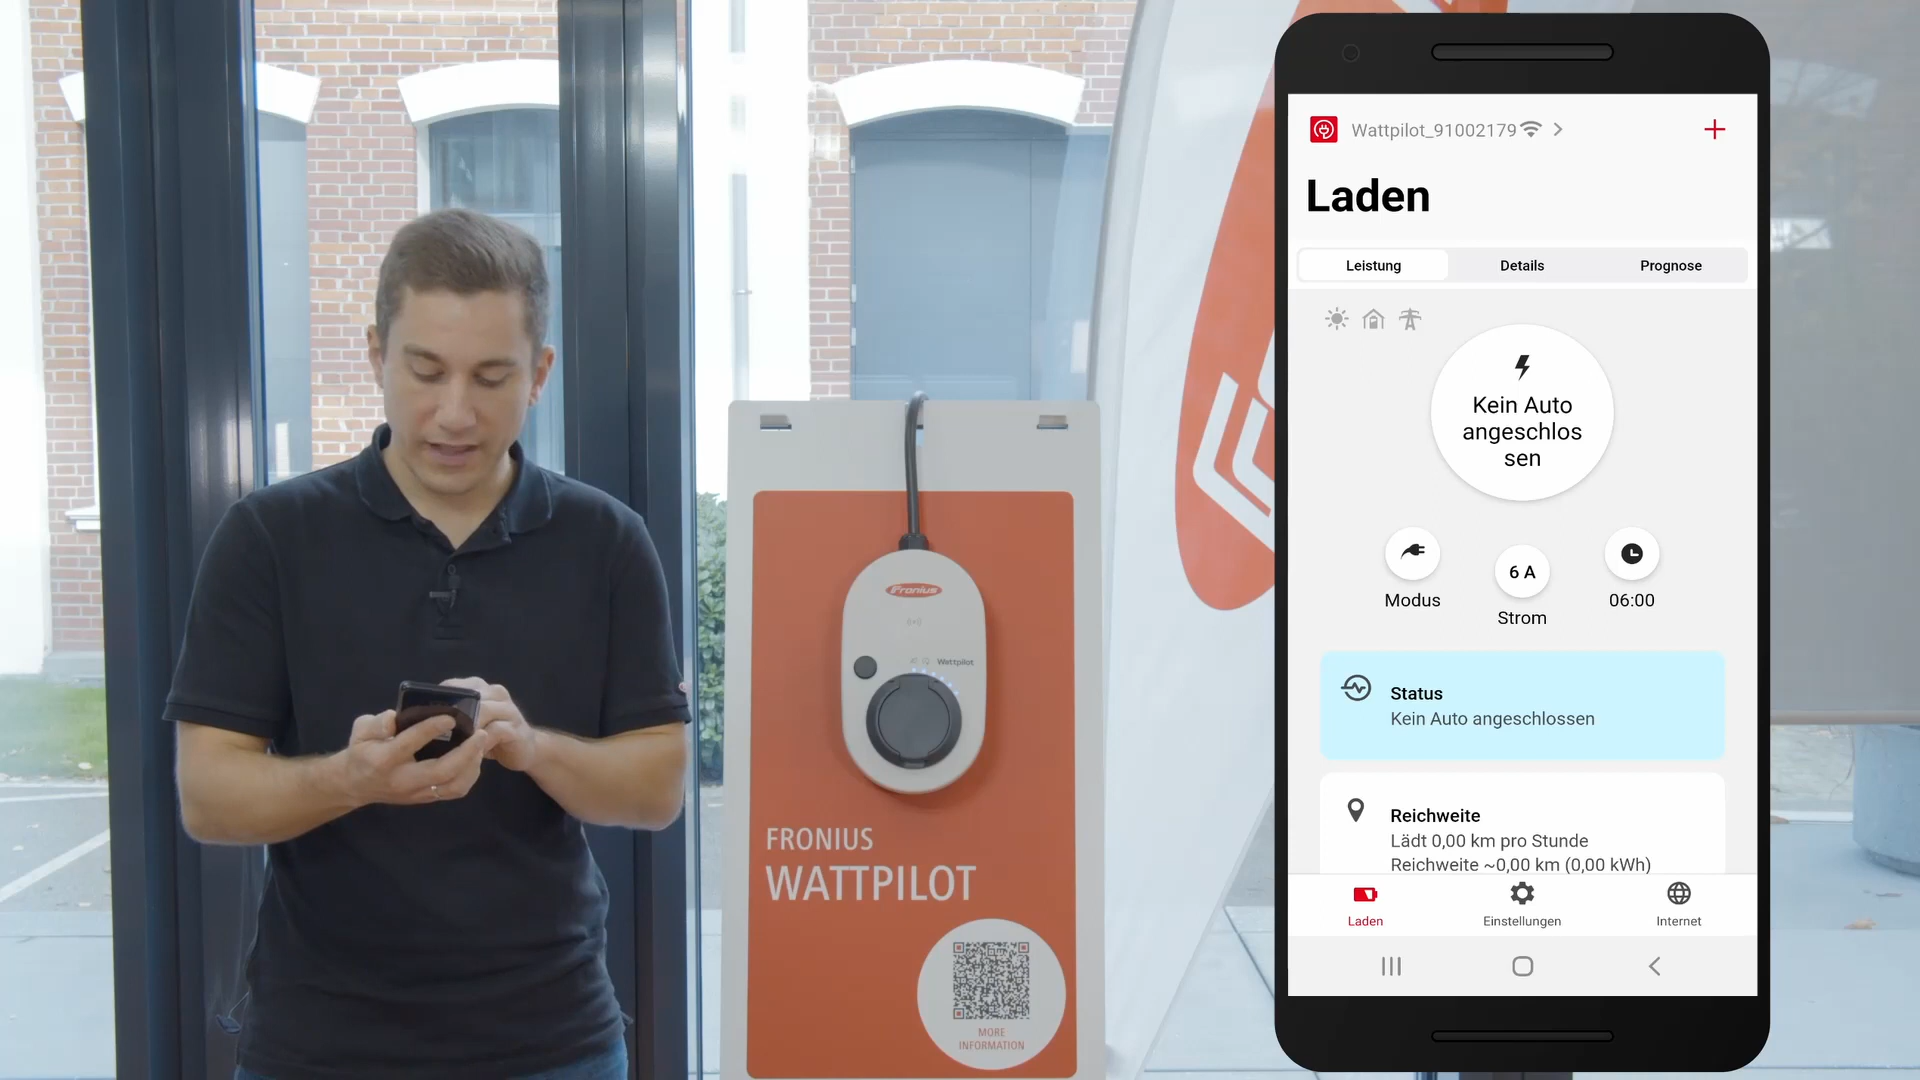 Fronius
Wattpilot
FRONIUS
WATTPILOT
MORE
INFORMATION
Wattpilot_91002179
Laden
Leistung
Details
Prognose
Kein Auto
angeschlos
sen
Modus
6 A
Strom
06:00
Status
Kein Auto angeschlossen
Reichweite
Lädt 0,00 km pro Stunde
Reichweite ~0,00 km (0,00 kWh)
Laden
Einstellungen
Internet